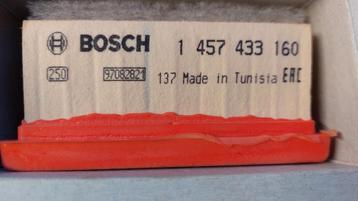 BOSCH 1 457 433 160
250 97082821 137 Made in Tunisia EAC